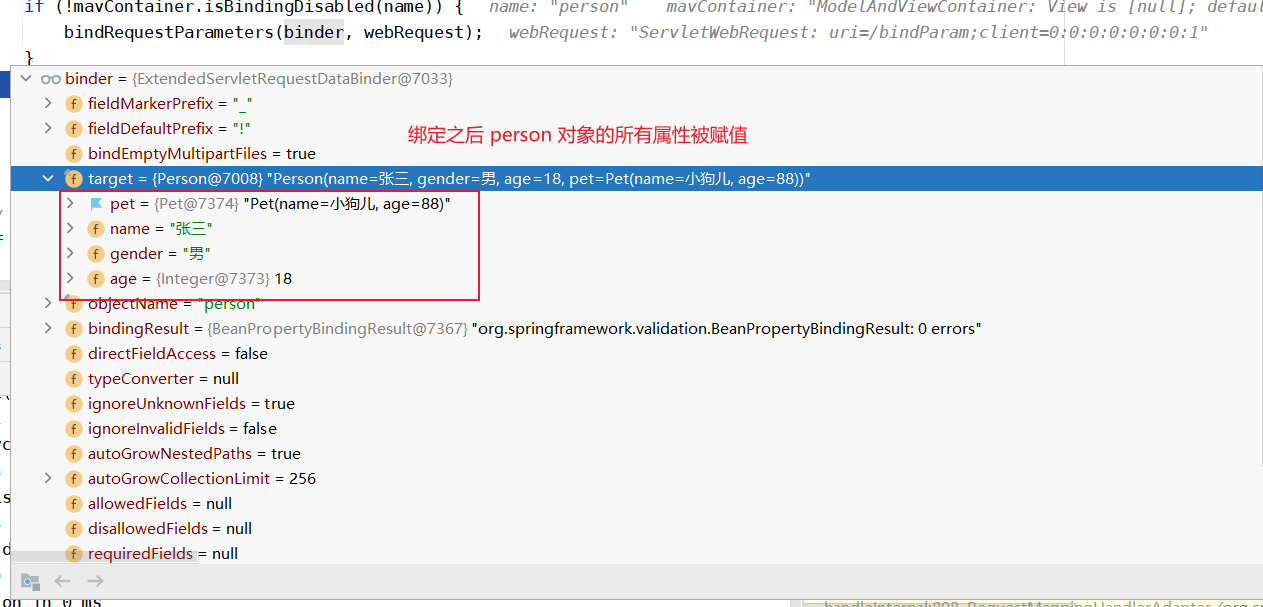 if (!mavContainer.isBindingDisabled(name)) { name: "person" mavContainer: "ModelAndViewContainer: View is [null]; defaul
bindRequestParameters(binder, webRequest); webRequest: "ServletWebRequest: uri=/bindParam;client=0:0:0:0:0:0:0:1"
}
binder = {ExtendedServletRequestDataBinder@7033}
fieldMarkerPrefix = "_"
fieldDefaultPrefix = "!"
绑定之后 person 对象的所有属性被赋值
bindEmptyMultipartFiles = true
target = {Person@7008} "Person(name=张三, gender=男, age=18, pet=Pet(name=小狗儿, age=88))"
pet = {Pet@7374} "Pet(name=小狗儿, age=88)"
name = "张三"
gender = "男"
age = {Integer@7373} 18
objectName = "person"
bindingResult = {BeanPropertyBindingResult@7367} "org.springframework.validation.BeanPropertyBindingResult: 0 errors"
directFieldAccess = false
typeConverter = null
ignoreUnknownFields = true
ignoreInvalidFields = false
autoGrowNestedPaths = true
autoGrowCollectionLimit = 256
allowedFields = null
disallowedFields = null
requiredFields = null
on in 0 ms
handleInternal:808, RequestMappingHandlerAdapter (org.sp